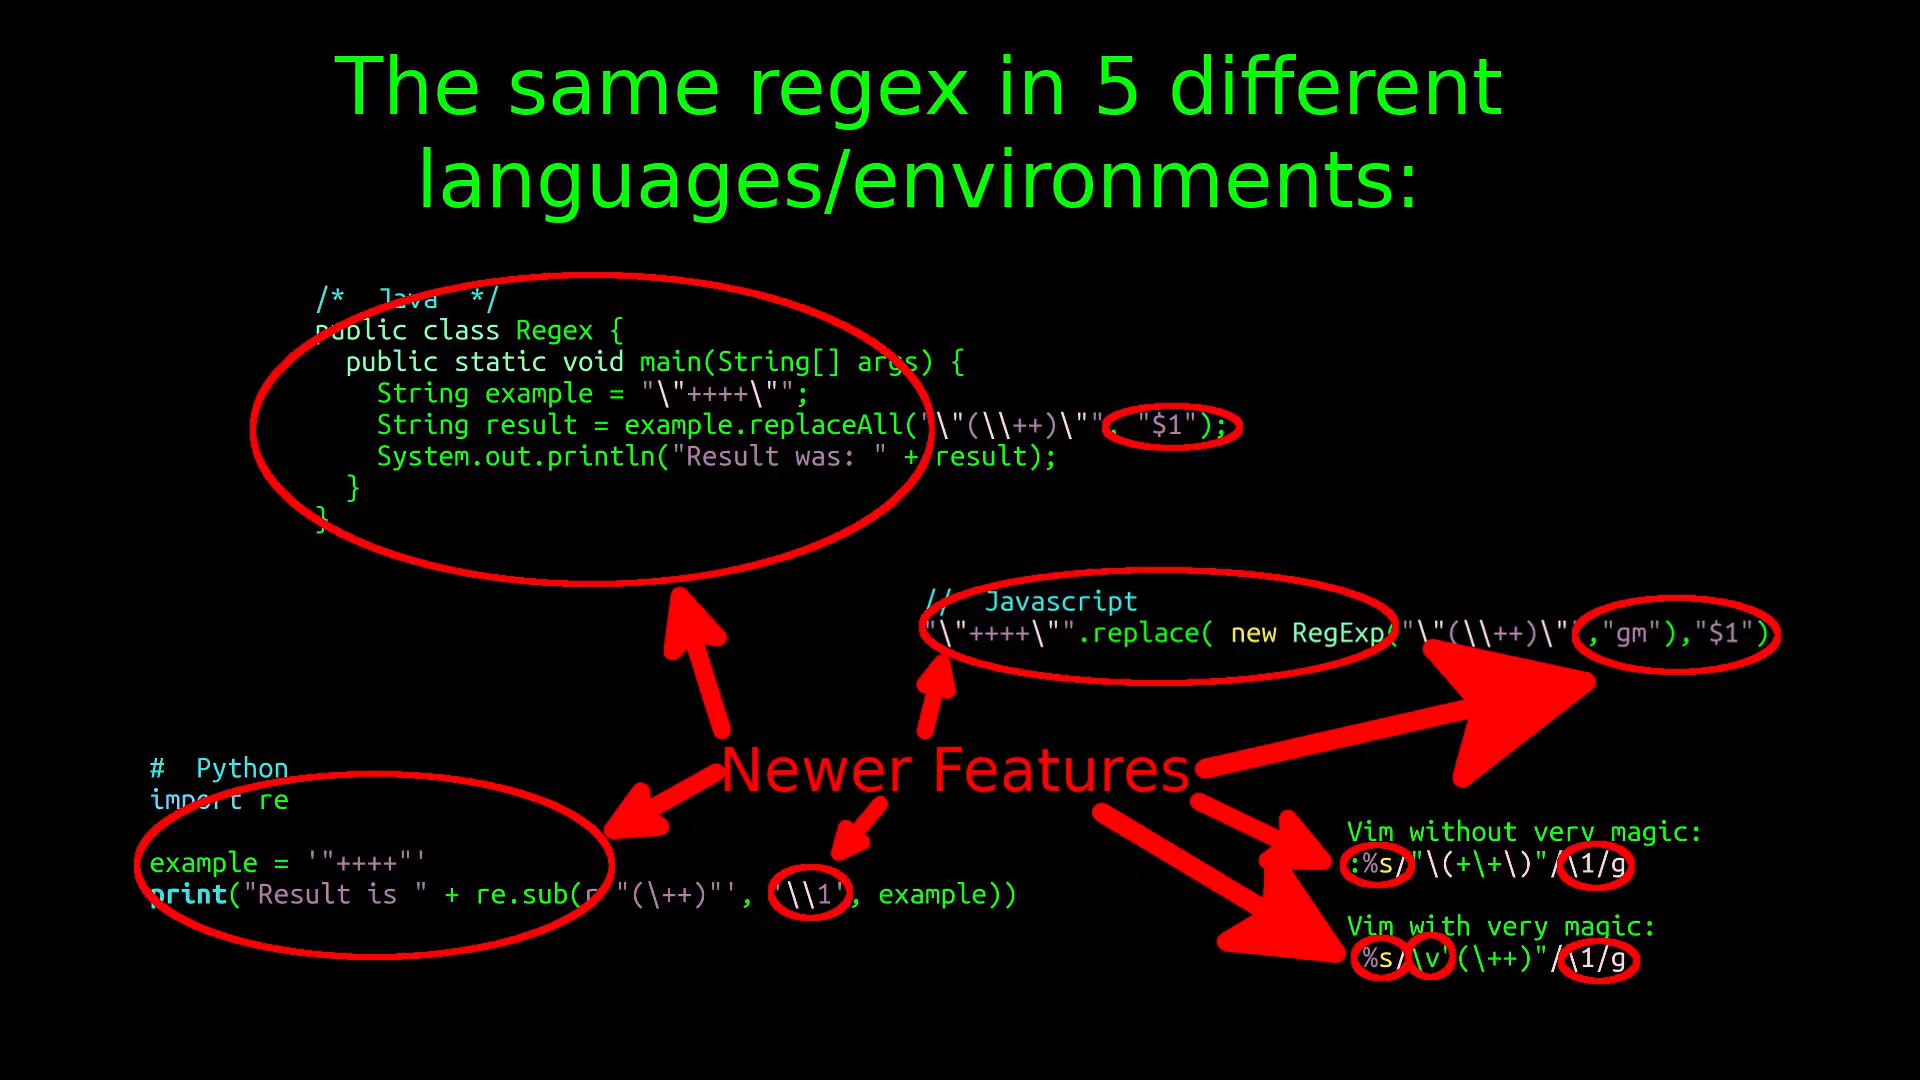 The same regex in 5 different
languages/environments:
/*  Java  */
public class Regex {
  public static void main(String[] args) {
    String example = "\"++++\"";
    String result = example.replaceAll("\"(\\++)\"", "$1");
    System.out.println("Result was: " + result);
  }
}
//  Javascript
"\"++++\"".replace( new RegExp("\"(\\++)\"","gm"),"$1")
Newer Features
#  Python
import re
example = '"++++"'
print("Result is " + re.sub(r'"(\++)"', '\\1', example))
Vim without very magic:
:%s/"\(+\+\)"/\1/g
Vim with very magic:
%s/\v"(\++)"/\1/g